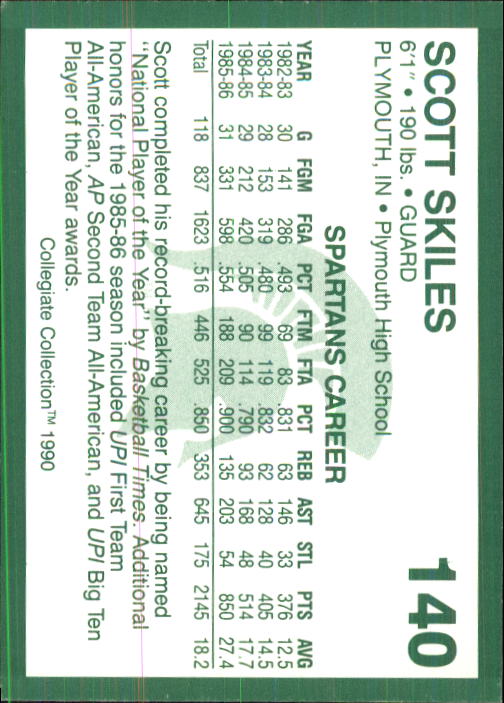 SCOTT SKILES 140
6'1" • 190 lbs. • GUARD
PLYMOUTH, IN • Plymouth High School
SPARTANS CAREER
YEAR G FGM FGA PCT FTM FTA PCT REB AST STL PTS AVG
1982-83 30 141 286 .493 69 83 .831 63 146 33 376 12.5
1983-84 28 153 319 .480 99 119 .832 62 128 40 405 14.5
1984-85 29 212 420 .505 90 114 .790 93 168 48 514 17.7
1985-86 31 331 598 .554 188 209 .900 135 203 54 850 27.4
Total 118 837 1623 .516 446 525 .850 353 645 175 2145 18.2
Scott completed his record-breaking career by being named
"National Player of the Year" by Basketball Times. Additional
honors for the 1985-86 season included UPI First Team
All-American, AP Second Team All-American, and UPI Big Ten
Player of the Year awards.
Collegiate Collection™ 1990